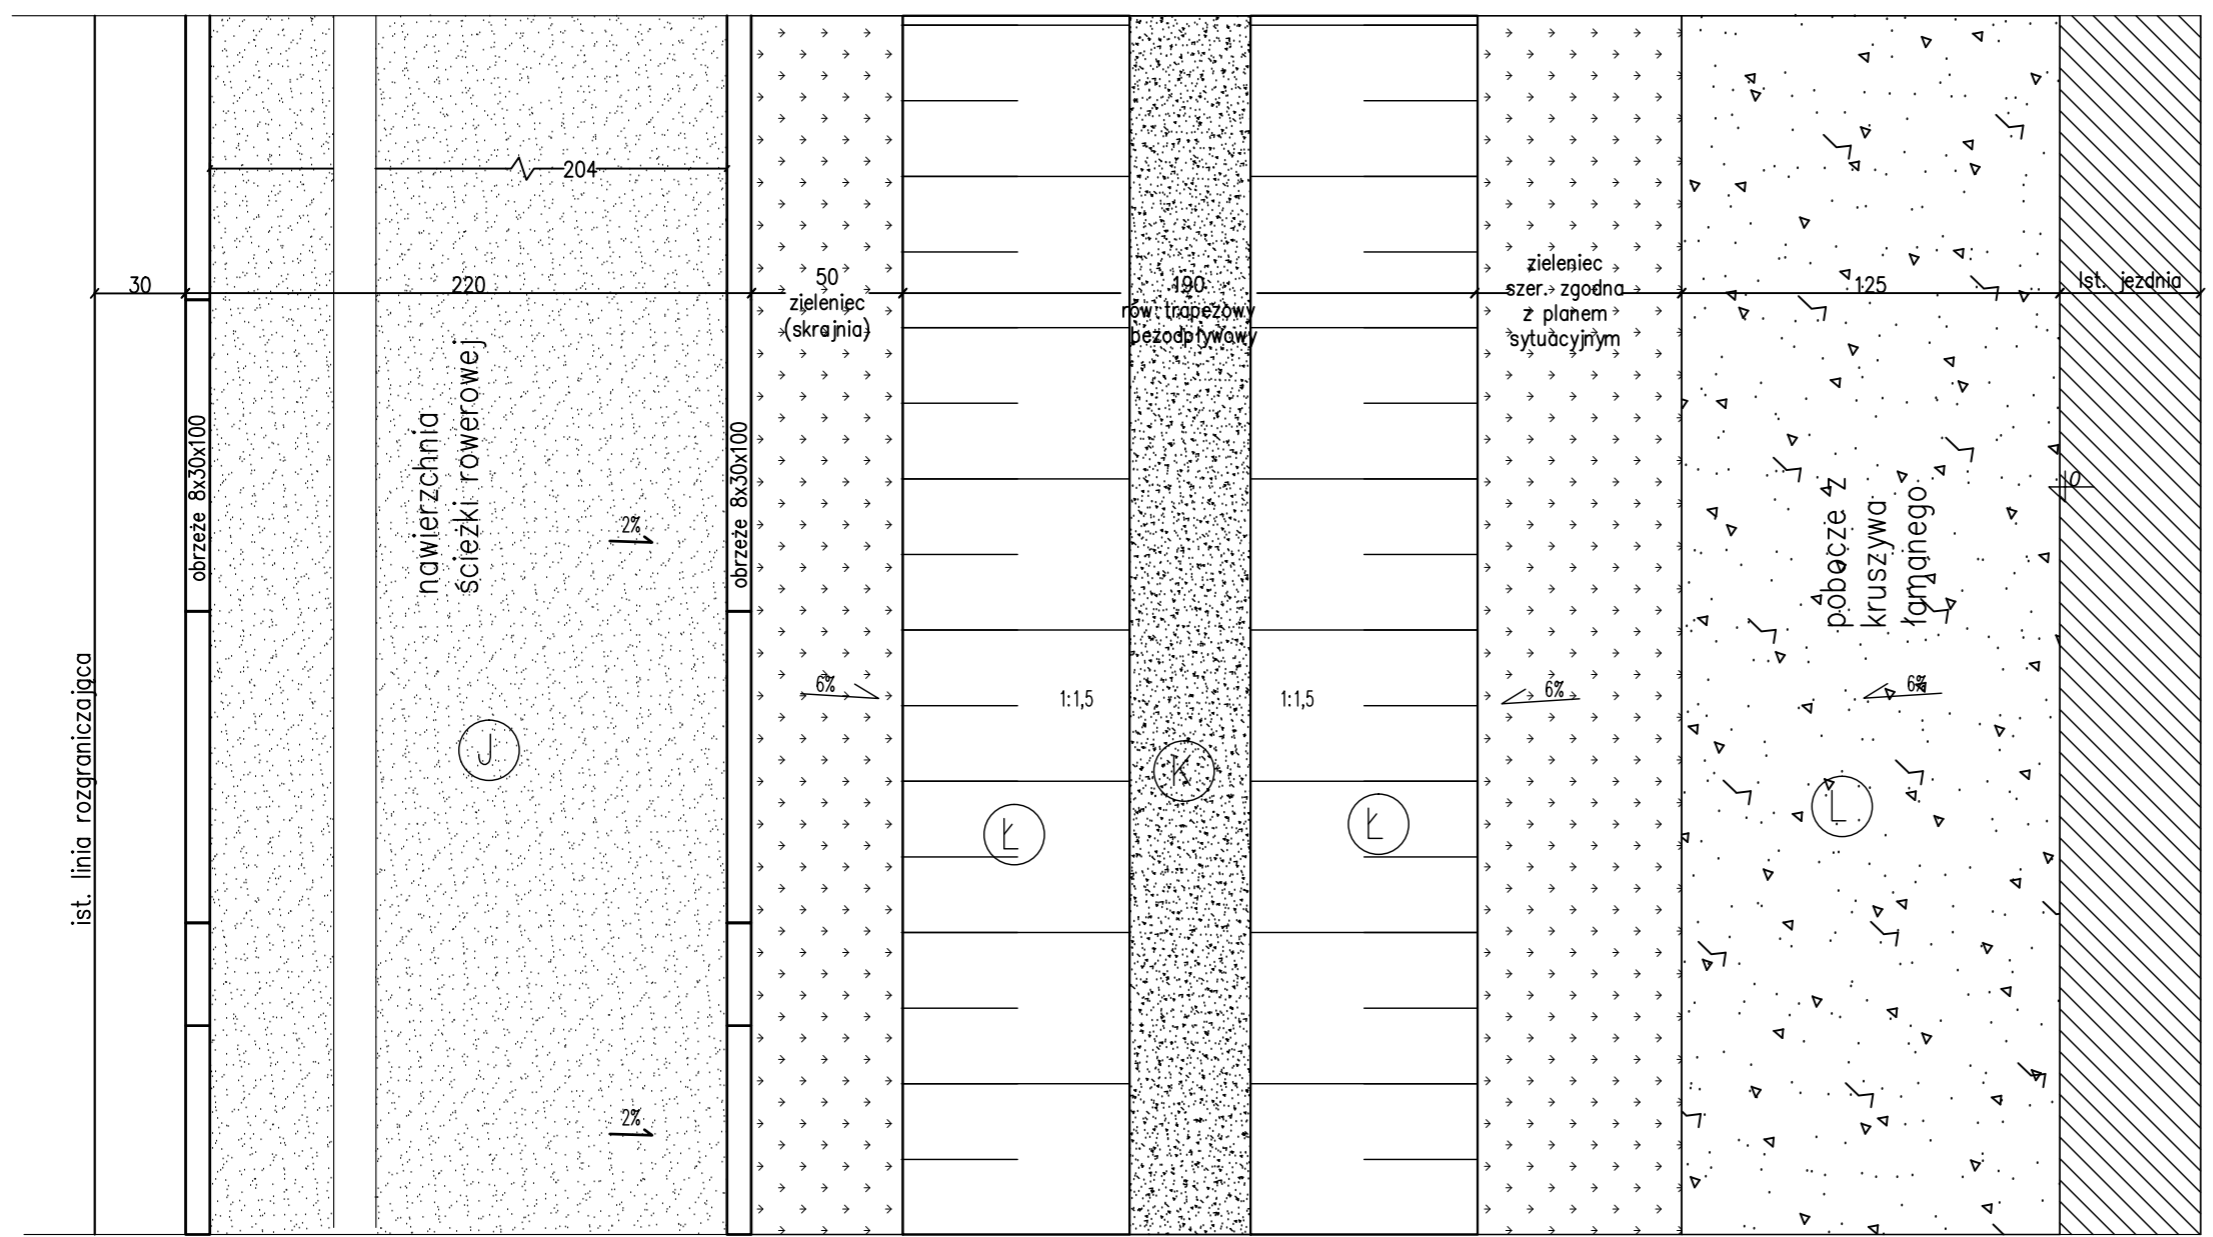 204
30
220
50
zieleniec
(skrajnia)
190
rów trapezowy
bezodpływowy
zieleniec
szer. zgodna
z planem
sytuacyjnym
125
Ist. jezdnia
ist. linia rozgraniczająca
obrzeże 8x30x100
nawierzchnia
ścieżki rowerowej
obrzeże 8x30x100
pobocze z
kruszywa
łamanego
0
2%
6%
1:1,5
1:1,5
6%
6%
J
K
Ł
Ł
L
2%